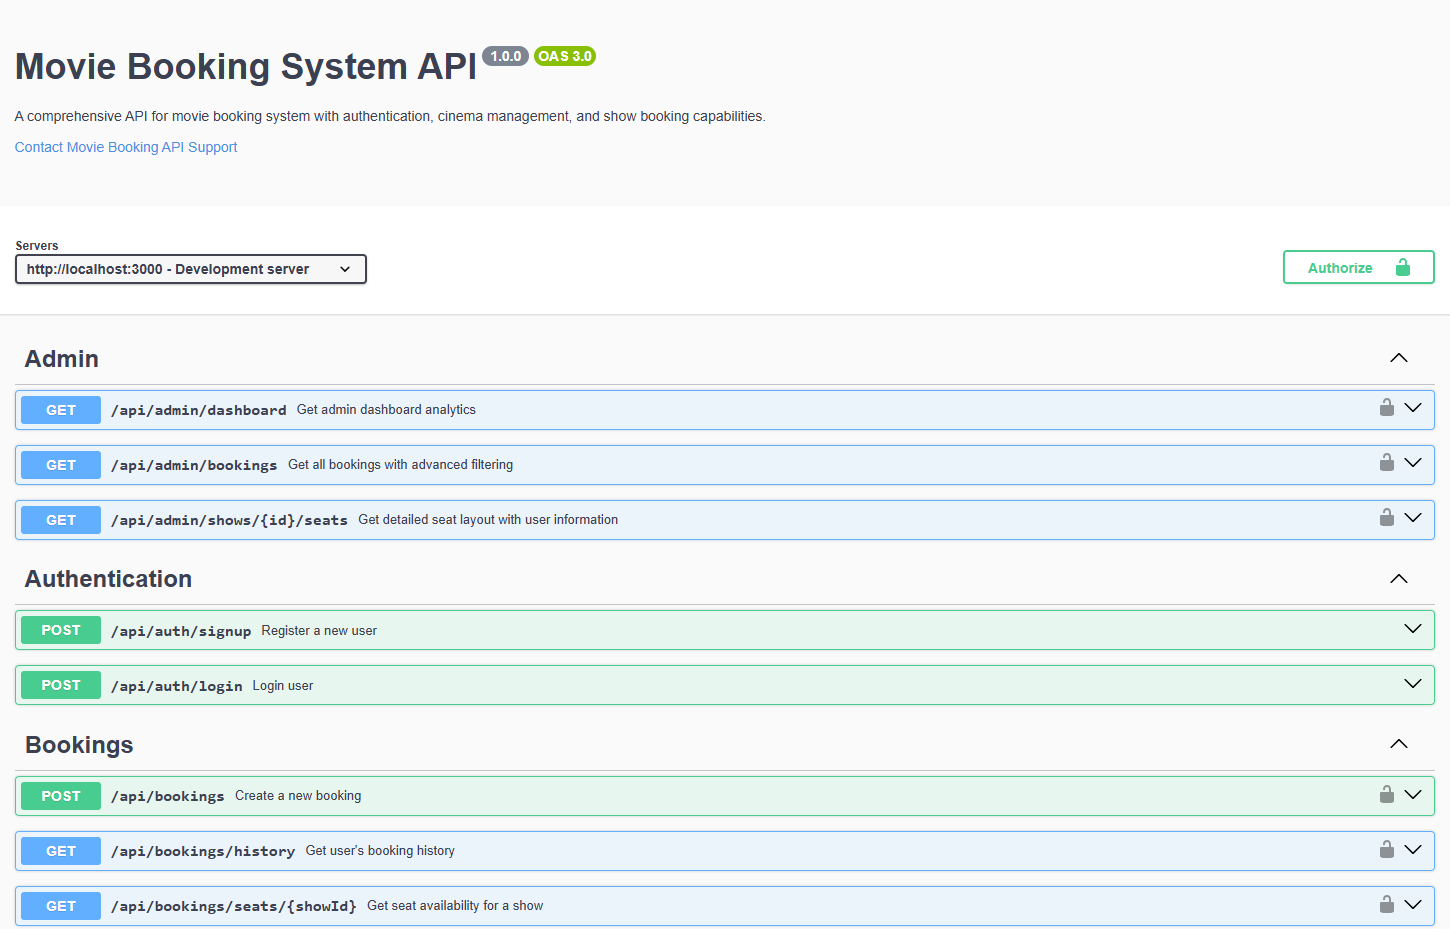 Movie Booking System API 1.0.0 OAS 3.0
A comprehensive API for movie booking system with authentication, cinema management, and show booking capabilities.
Contact Movie Booking API Support
Servers
http://localhost:3000 - Development server
Authorize
Admin
GET /api/admin/dashboard Get admin dashboard analytics
GET /api/admin/bookings Get all bookings with advanced filtering
GET /api/admin/shows/{id}/seats Get detailed seat layout with user information
Authentication
POST /api/auth/signup Register a new user
POST /api/auth/login Login user
Bookings
POST /api/bookings Create a new booking
GET /api/bookings/history Get user's booking history
GET /api/bookings/seats/{showId} Get seat availability for a show